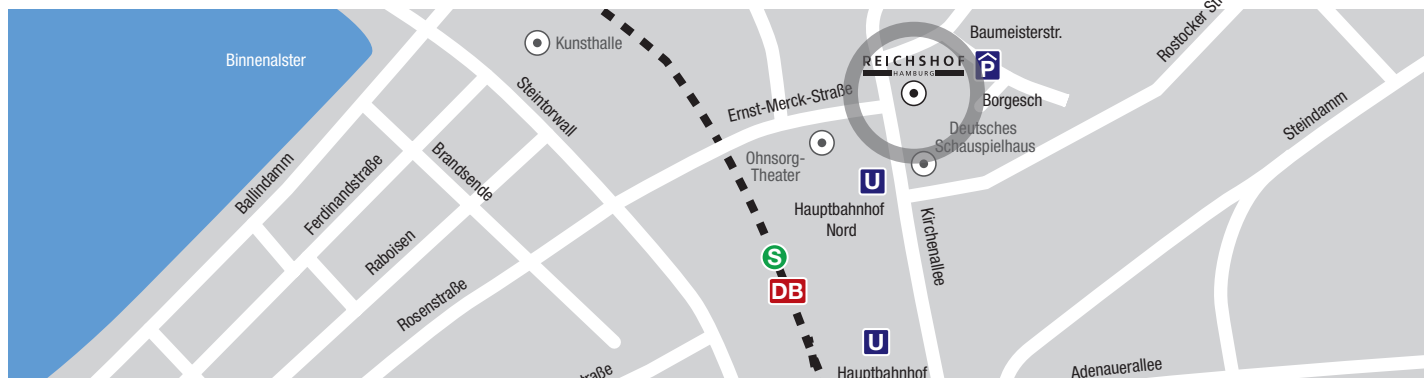 Binnenalster
Kunsthalle
Steintorwall
Ernst-Merck-Straße
REICHSHOF
HAMBURG
Baumeisterstr.
P
Borgesch
Rostocker
Steindamm
Deutsches
Schauspielhaus
Ohnsorg-
Theater
U
Hauptbahnhof
Nord
Kirchenallee
Ballindamm
Ferdinandstraße
Brandsende
Raboisen
Rosenstraße
S
DB
U
Hauptbahnhof
Adenauerallee